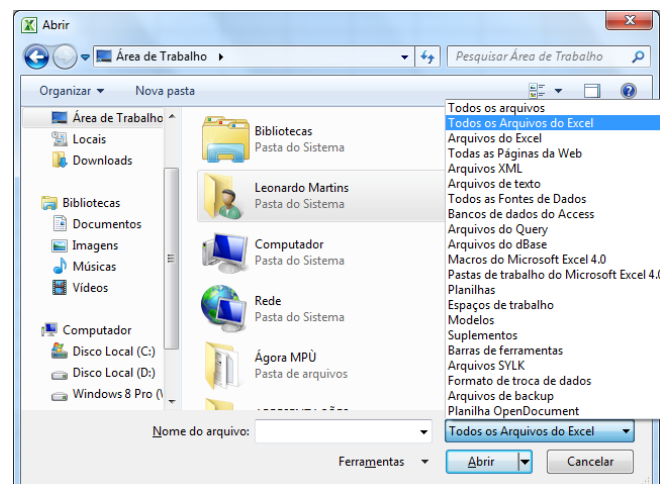 Abrir
Área de Trabalho
Pesquisar Área de Trabalho
Organizar
Nova pasta
Área de Trabalho
Locais
Downloads
Bibliotecas
Documentos
Imagens
Músicas
Vídeos
Computador
Disco Local (C:)
Disco Local (D:)
Windows 8 Pro (\
Bibliotecas
Pasta do Sistema
Leonardo Martins
Pasta do Sistema
Computador
Pasta do Sistema
Rede
Pasta do Sistema
Ágora MPÙ
Pasta de arquivos
Todos os arquivos
Todos os Arquivos do Excel
Arquivos do Excel
Todas as Páginas da Web
Arquivos XML
Arquivos de texto
Todos as Fontes de Dados
Bancos de dados do Access
Arquivos do Query
Arquivos do dBase
Macros do Microsoft Excel 4.0
Pastas de trabalho do Microsoft Excel 4.0
Planilhas
Espaços de trabalho
Modelos
Suplementos
Barras de ferramentas
Arquivos SYLK
Formato de troca de dados
Arquivos de backup
Planilha OpenDocument
Nome do arquivo:
Todos os Arquivos do Excel
Ferramentas
Abrir
Cancelar